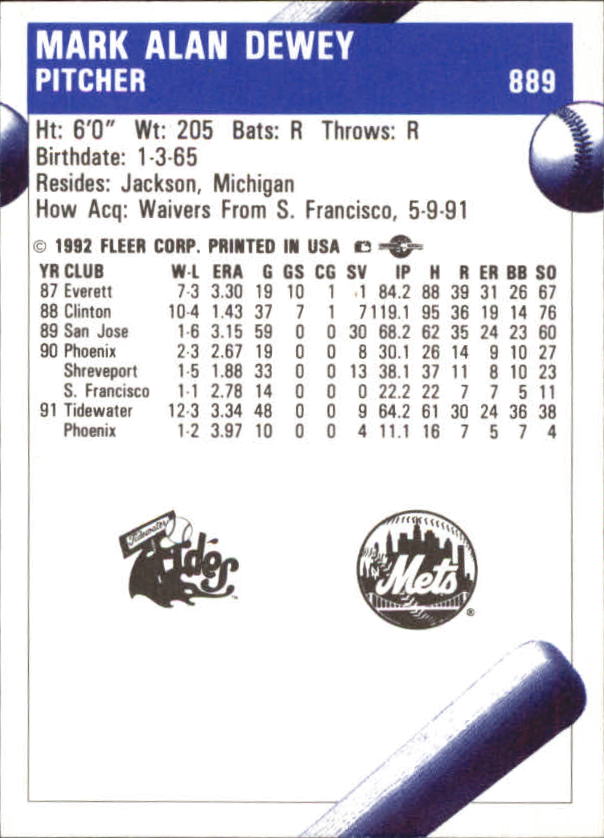 MARK ALAN DEWEY
PITCHER 889
Ht: 6'0" Wt: 205 Bats: R Throws: R
Birthdate: 1-3-65
Resides: Jackson, Michigan
How Acq: Waivers From S. Francisco, 5-9-91
© 1992 FLEER CORP. PRINTED IN USA
YR CLUB W-L ERA G GS CG SV IP H R ER BB SO
87 Everett 7-3 3.30 19 10 1 1 84.2 88 39 31 26 67
88 Clinton 10-4 1.43 37 7 1 7 119.1 95 36 19 14 76
89 San Jose 1-6 3.15 59 0 0 30 68.2 62 35 24 23 60
90 Phoenix 2-3 2.67 19 0 0 8 30.1 26 14 9 10 27
Shreveport 1-5 1.88 33 0 0 13 38.1 37 11 8 10 23
S. Francisco 1-1 2.78 14 0 0 0 22.2 22 7 7 5 11
91 Tidewater 12-3 3.34 48 0 0 9 64.2 61 30 24 36 38
Phoenix 1-2 3.97 10 0 0 4 11.1 16 7 5 7 4
Tidewater
Tides ™
NY
Mets ®